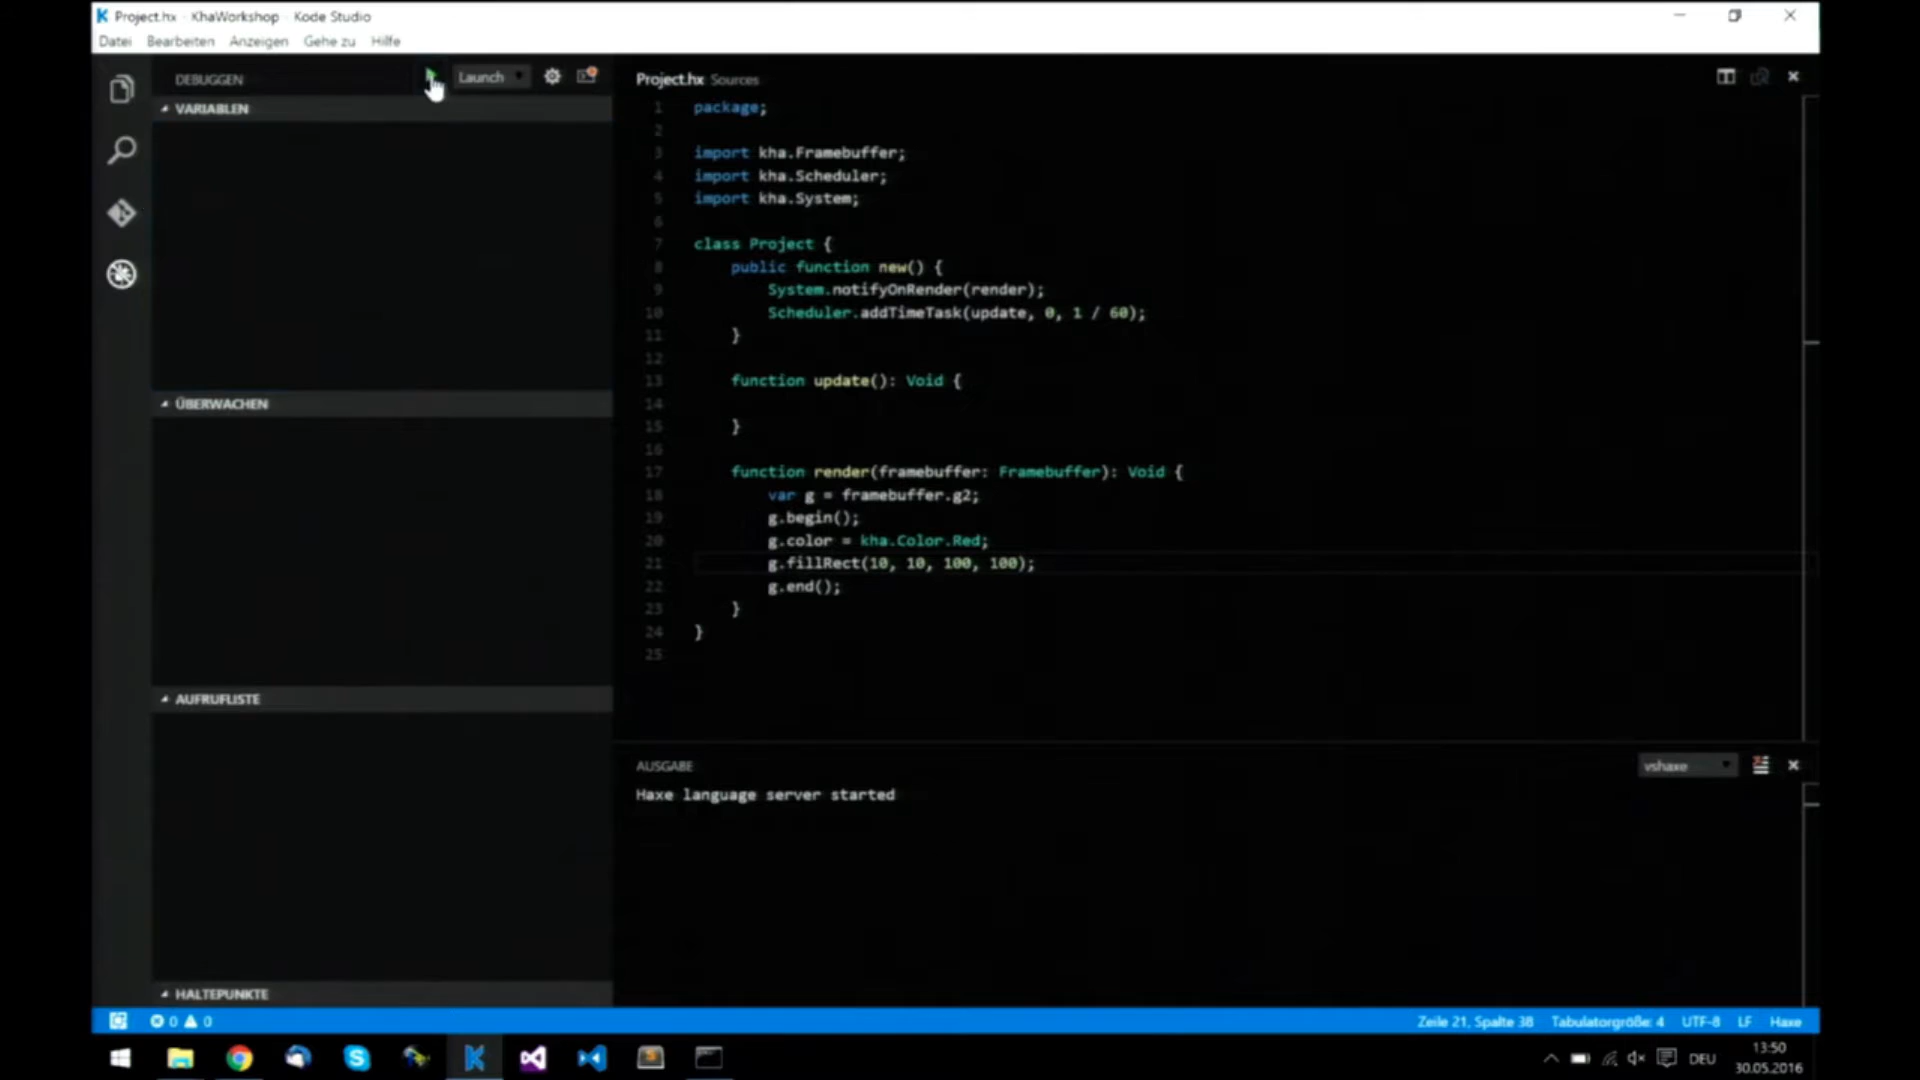 Project.hx - KhaWorkshop - Kode Studio
Datei Bearbeiten Anzeigen Gehe zu Hilfe
DEBUGGEN Launch
VARIABLEN
ÜBERWACHEN
AUFRUFLISTE
HALTEPUNKTE
Project.hx Sources
1 package;
2
3 import kha.Framebuffer;
4 import kha.Scheduler;
5 import kha.System;
6
7 class Project {
8 public function new() {
9 System.notifyOnRender(render);
10 Scheduler.addTimeTask(update, 0, 1 / 60);
11 }
12
13 function update(): Void {
14
15 }
16
17 function render(framebuffer: Framebuffer): Void {
18 var g = framebuffer.g2;
19 g.begin();
20 g.color = kha.Color.Red;
21 g.fillRect(10, 10, 100, 100);
22 g.end();
23 }
24 }
25
AUSGABE vshaxe
Haxe language server started
0 0 Zeile 21, Spalte 38 Tabulatorgröße: 4 UTF-8 LF Haxe
DEU 13:50
30.05.2016